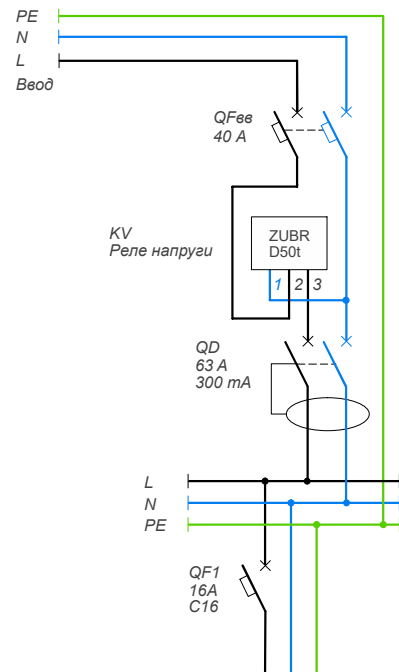 PE
N
L
Ввод
QFвв
40 A
KV
Реле напруги
ZUBR
D50t
1 2 3
QD
63 A
300 mA
L
N
PE
QF1
16A
C16